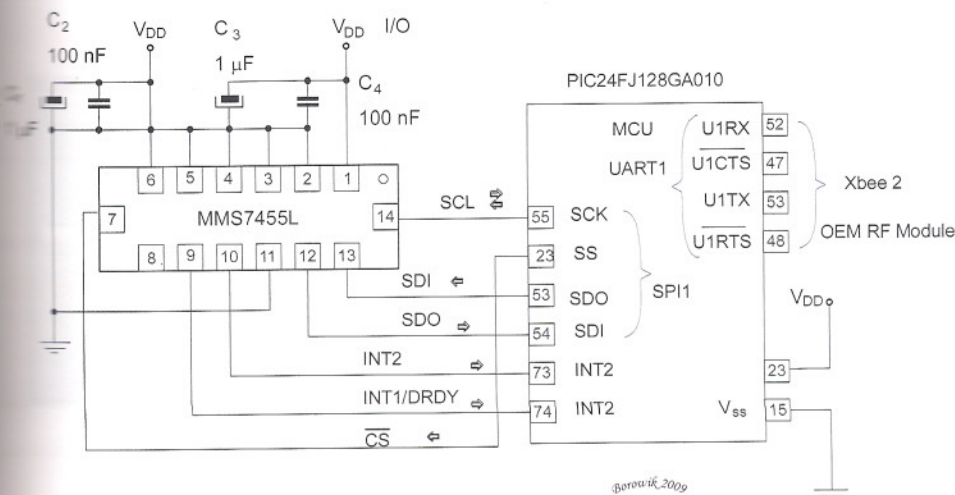 C2
100 nF
VDD
C3
1 µF
VDD I/O
C4
100 nF
6 5 4 3 2 1
7
MMS7455L
14
8 9 10 11 12 13
SCL
SDI
SDO
INT2
INT1/DRDY
CS
PIC24FJ128GA010
MCU
UART1
U1RX 52
U1CTS 47
U1TX 53
U1RTS 48
Xbee 2
OEM RF Module
55 SCK
23 SS
53 SDO
54 SDI
SPI1
73 INT2
74 INT2
VDD
23
Vss 15
Borowik 2009